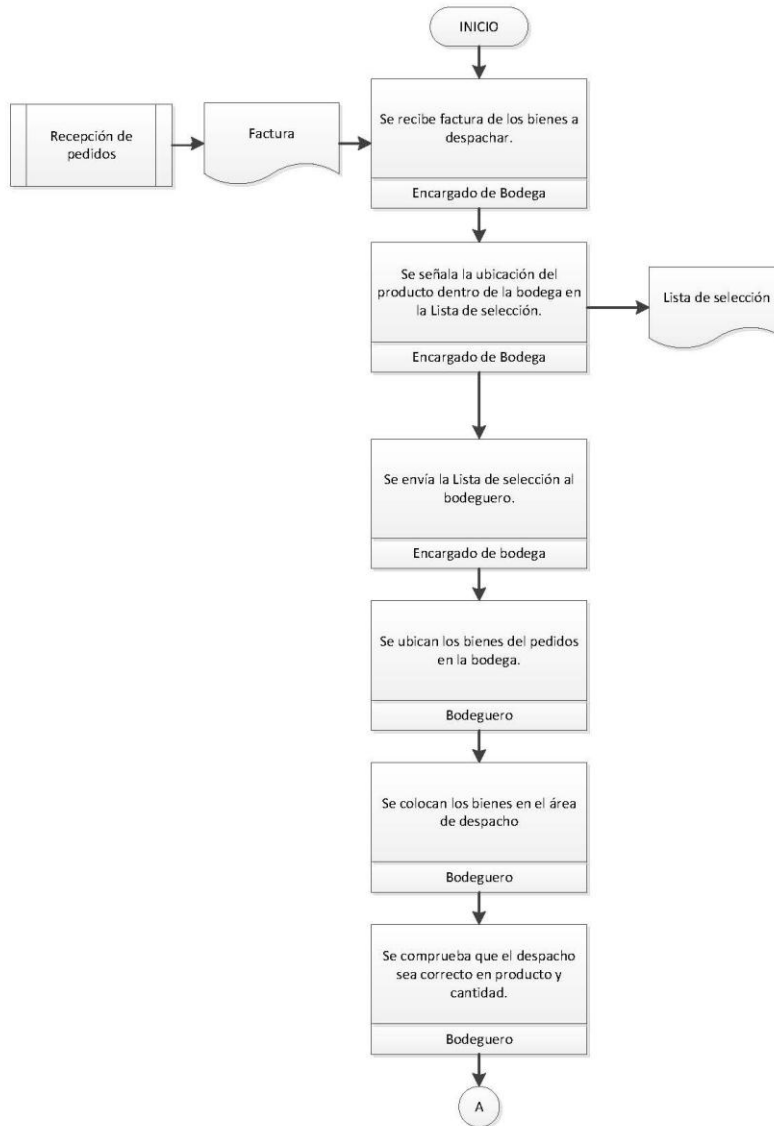 INICIO
Recepción de
pedidos
Factura
Se recibe factura de los bienes a
despachar.
Encargado de Bodega
Se señala la ubicación del
producto dentro de la bodega en
la Lista de selección.
Encargado de Bodega
Lista de selección
Se envía la Lista de selección al
bodeguero.
Encargado de bodega
Se ubican los bienes del pedidos
en la bodega.
Bodeguero
Se colocan los bienes en el área
de despacho
Bodeguero
Se comprueba que el despacho
sea correcto en producto y
cantidad.
Bodeguero
A